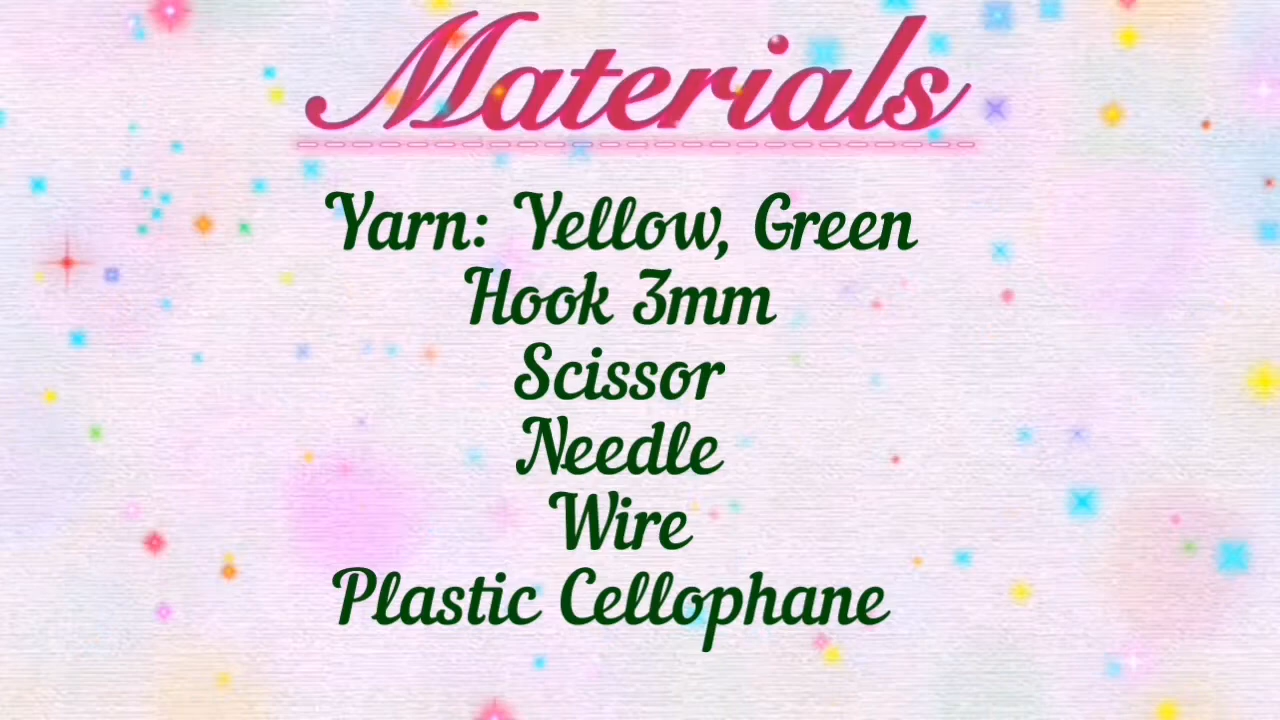 Materials
Yarn: Yellow, Green
Hook 3mm
Scissor
Needle
Wire
Plastic Cellophane